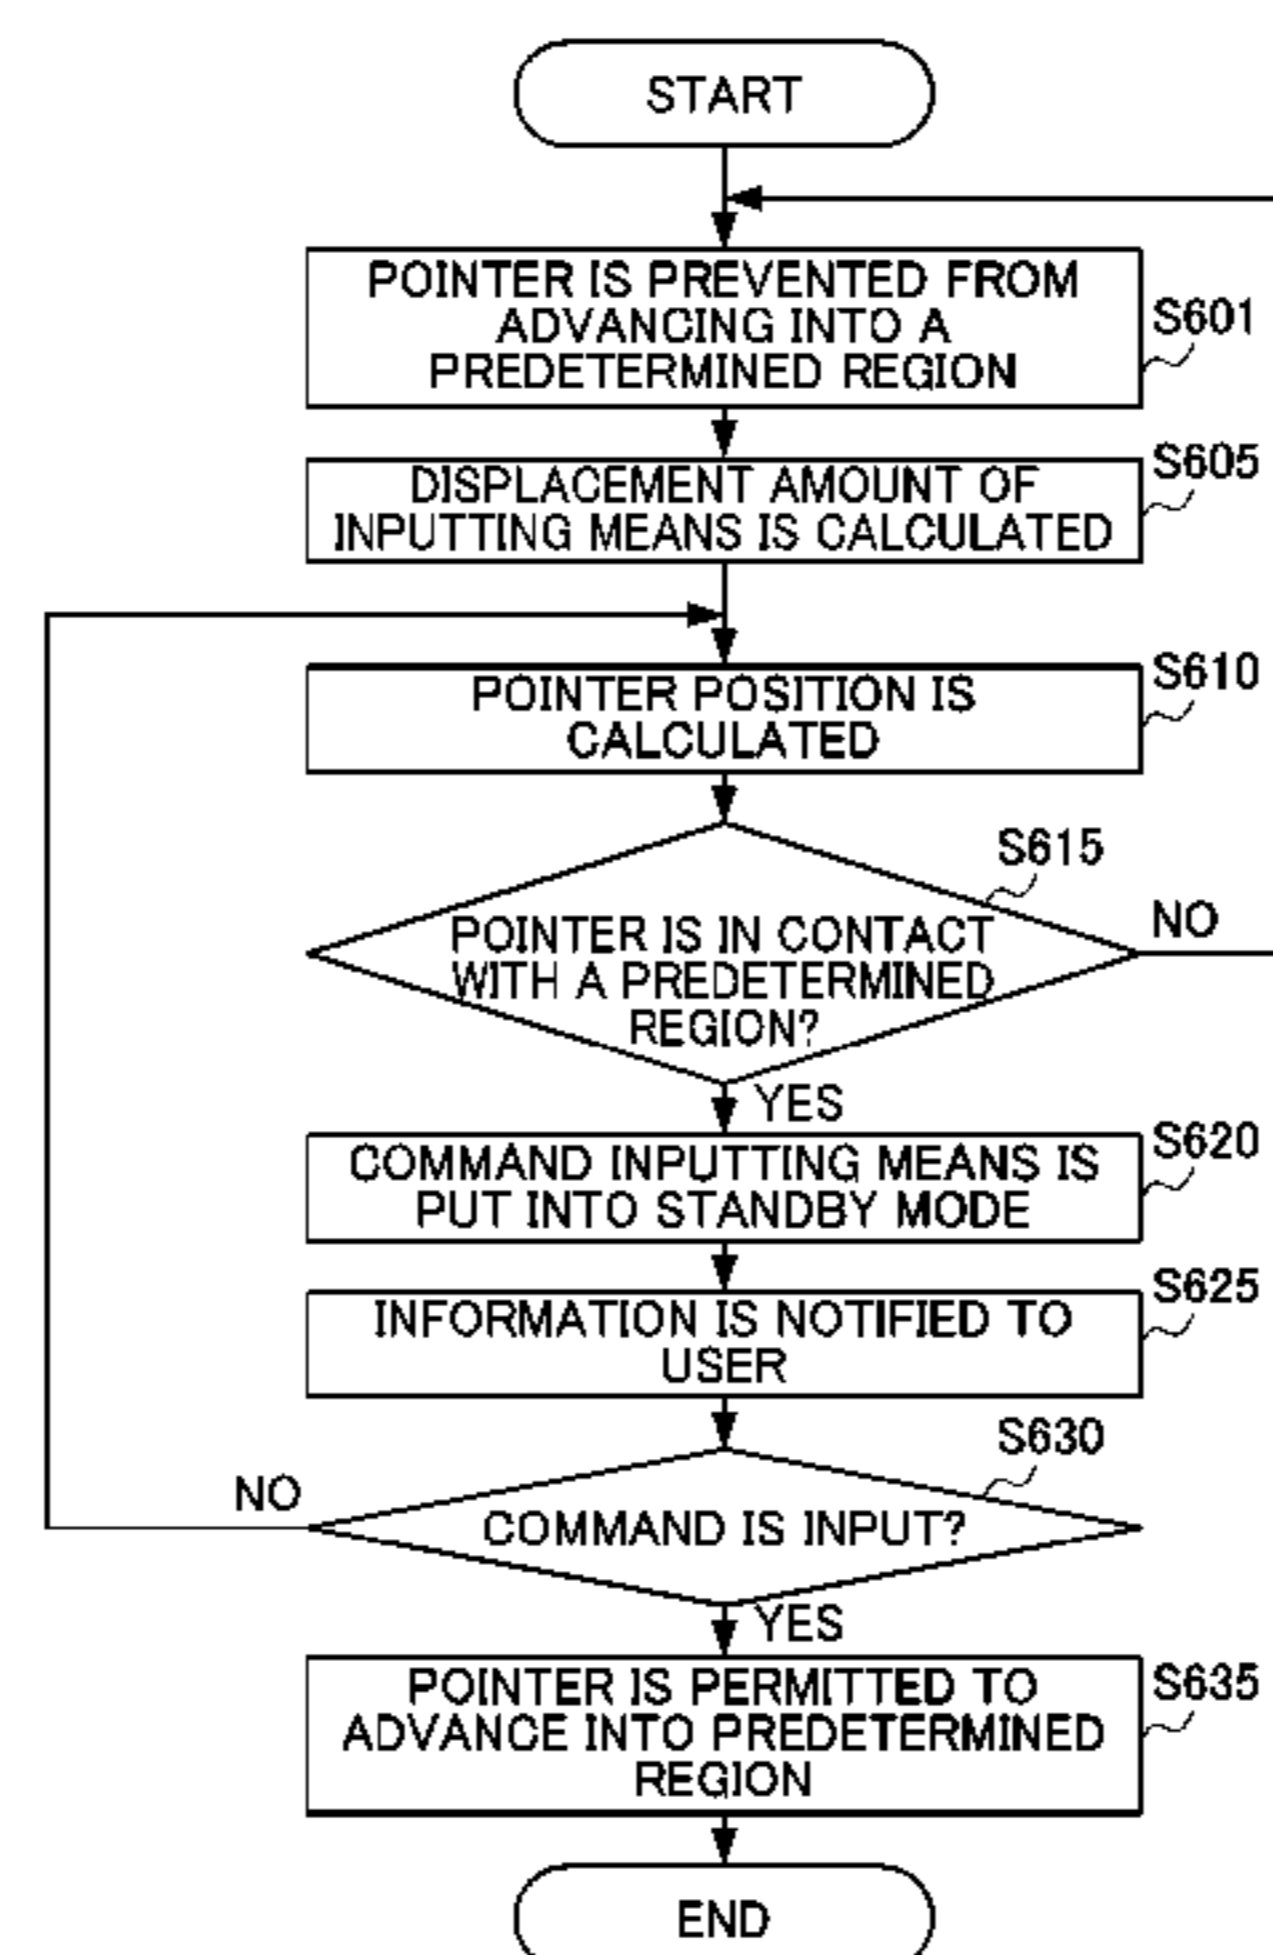 START
POINTER IS PREVENTED FROM
ADVANCING INTO A
PREDETERMINED REGION
S601
DISPLACEMENT AMOUNT OF
INPUTTING MEANS IS CALCULATED
S605
POINTER POSITION IS
CALCULATED
S610
S615
POINTER IS IN CONTACT
WITH A PREDETERMINED
REGION?
NO
YES
COMMAND INPUTTING MEANS IS
PUT INTO STANDBY MODE
S620
INFORMATION IS NOTIFIED TO
USER
S625
S630
COMMAND IS INPUT?
NO
YES
POINTER IS PERMITTED TO
ADVANCE INTO PREDETERMINED
REGION
S635
END